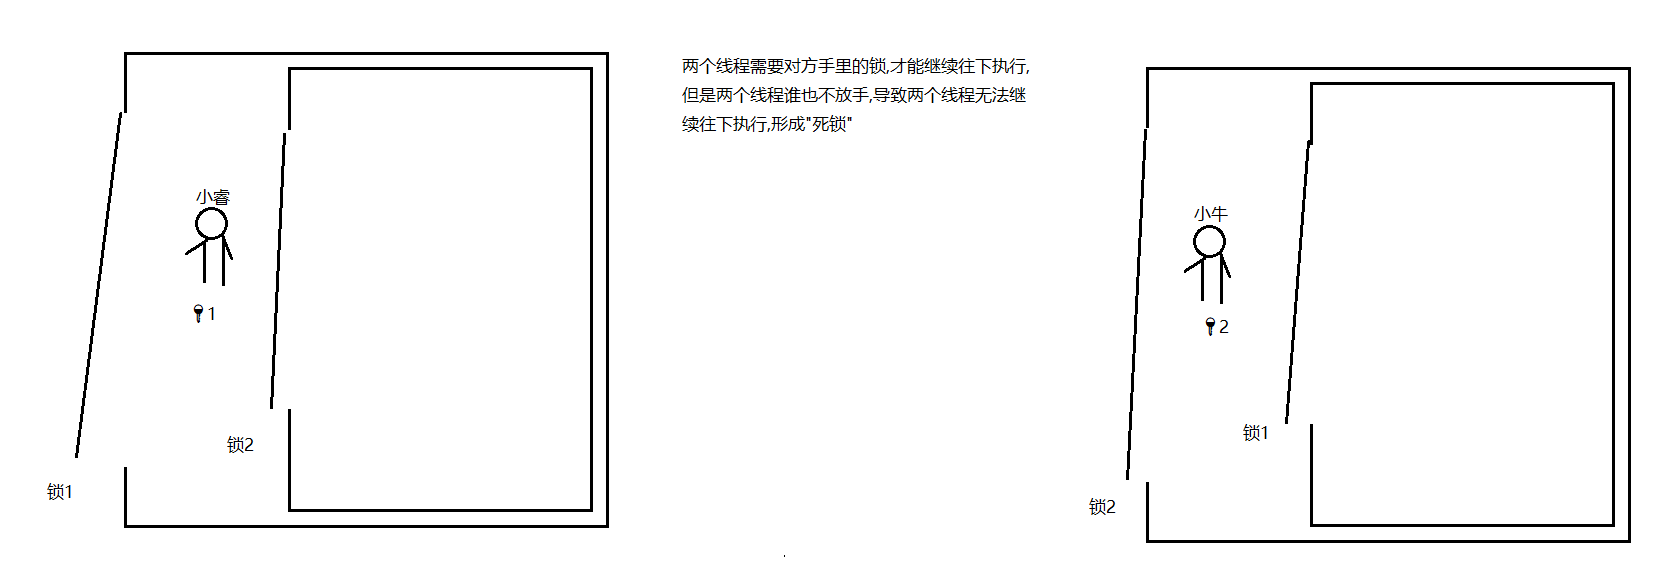 两个线程需要对方手里的锁,才能继续往下执行,
但是两个线程谁也不放手,导致两个线程无法继
续往下执行,形成"死锁"
小睿
1
锁2
锁1
小牛
2
锁1
锁2